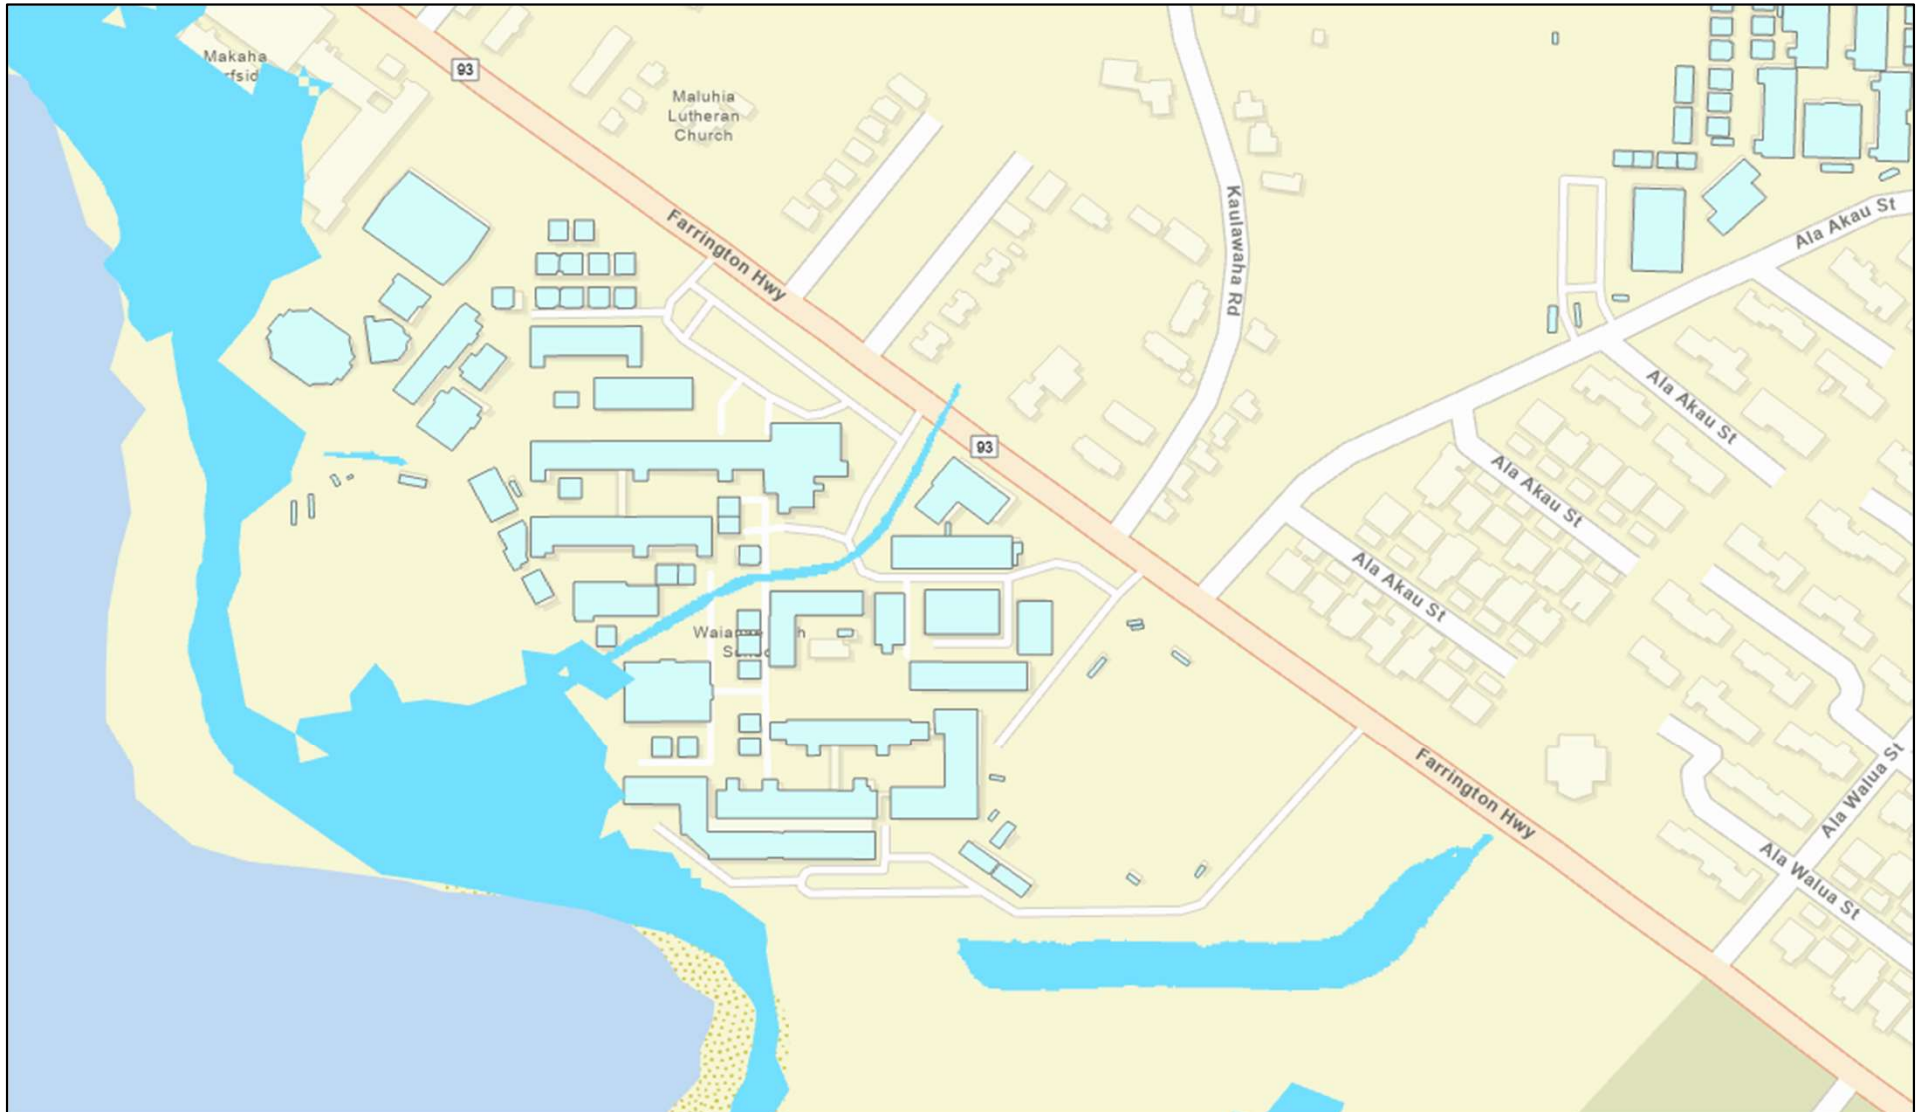 Makaha
93
Maluhia
Lutheran
Church
Farrington Hwy
Kaulawaha Rd
Ala Akau St
Ala Akau St
93
Ala Akau St
Ala Akau St
Farrington Hwy
Ala Walua St
Ala Walua St